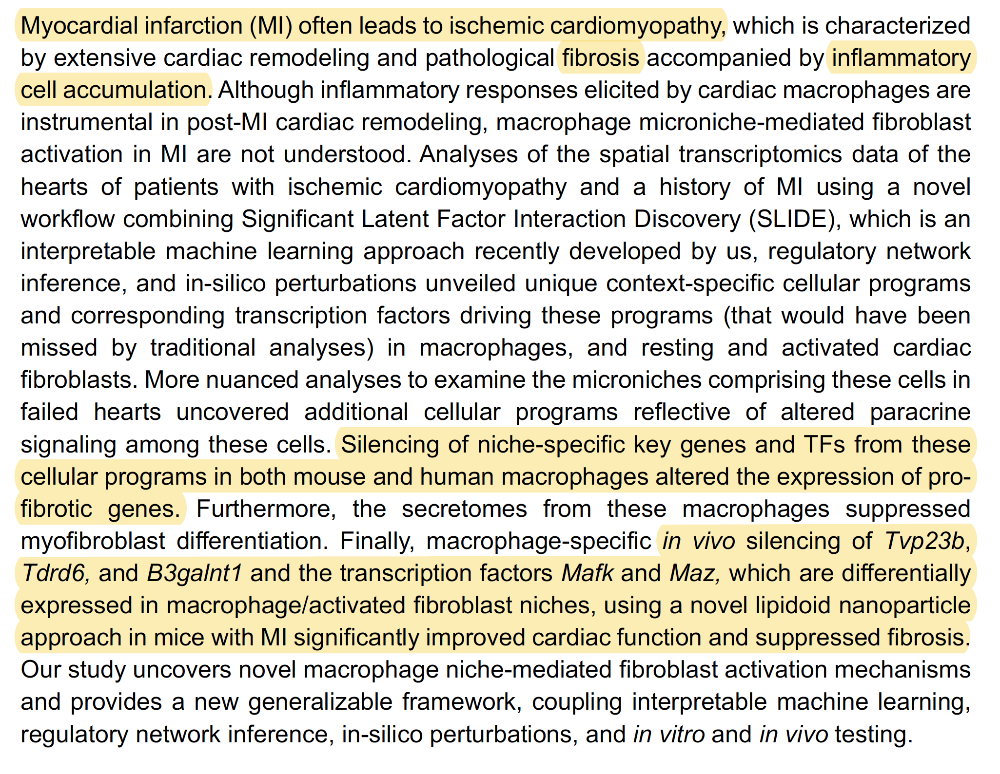 Myocardial infarction (MI) often leads to ischemic cardiomyopathy, which is characterized
by extensive cardiac remodeling and pathological fibrosis accompanied by inflammatory
cell accumulation. Although inflammatory responses elicited by cardiac macrophages are
instrumental in post-MI cardiac remodeling, macrophage microniche-mediated fibroblast
activation in MI are not understood. Analyses of the spatial transcriptomics data of the
hearts of patients with ischemic cardiomyopathy and a history of MI using a novel
workflow combining Significant Latent Factor Interaction Discovery (SLIDE), which is an
interpretable machine learning approach recently developed by us, regulatory network
inference, and in-silico perturbations unveiled unique context-specific cellular programs
and corresponding transcription factors driving these programs (that would have been
missed by traditional analyses) in macrophages, and resting and activated cardiac
fibroblasts. More nuanced analyses to examine the microniches comprising these cells in
failed hearts uncovered additional cellular programs reflective of altered paracrine
signaling among these cells. Silencing of niche-specific key genes and TFs from these
cellular programs in both mouse and human macrophages altered the expression of pro-
fibrotic genes. Furthermore, the secretomes from these macrophages suppressed
myofibroblast differentiation. Finally, macrophage-specific in vivo silencing of Tvp23b,
Tdrd6, and B3galnt1 and the transcription factors Mafk and Maz, which are differentially
expressed in macrophage/activated fibroblast niches, using a novel lipidoid nanoparticle
approach in mice with MI significantly improved cardiac function and suppressed fibrosis.
Our study uncovers novel macrophage niche-mediated fibroblast activation mechanisms
and provides a new generalizable framework, coupling interpretable machine learning,
regulatory network inference, in-silico perturbations, and in vitro and in vivo testing.